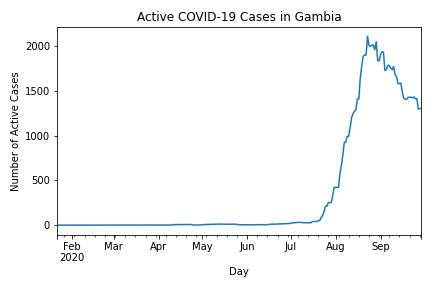 Active COVID-19 Cases in Gambia
Number of Active Cases
2000
1500
1000
500
0
Feb Mar Apr May Jun Jul Aug Sep
2020
Day